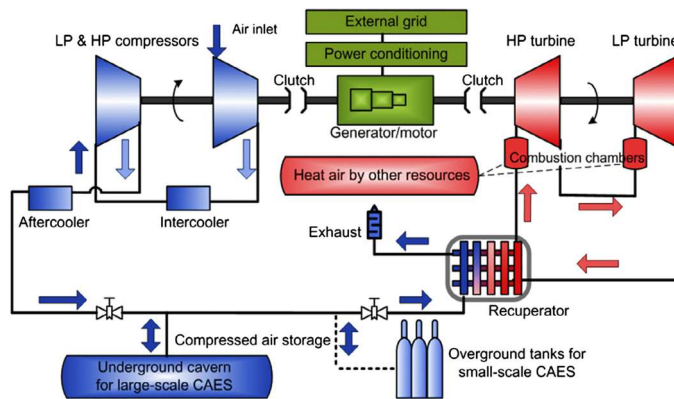 External grid
LP & HP compressors
Air inlet
HP turbine
LP turbine
Power conditioning
Clutch
Clutch
Generator/motor
Combustion chambers
Heat air by other resources
Aftercooler
Intercooler
Exhaust
Recuperator
Compressed air storage
Underground cavern
for large-scale CAES
Overground tanks for
small-scale CAES